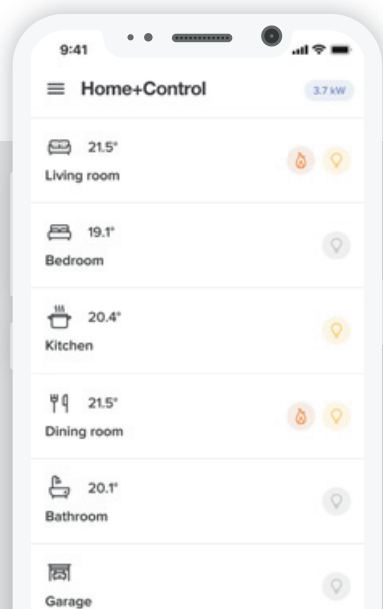 9:41
Home+Control
3.7 kW
21.5°
Living room
19.1°
Bedroom
20.4°
Kitchen
21.5°
Dining room
20.1°
Bathroom
Garage